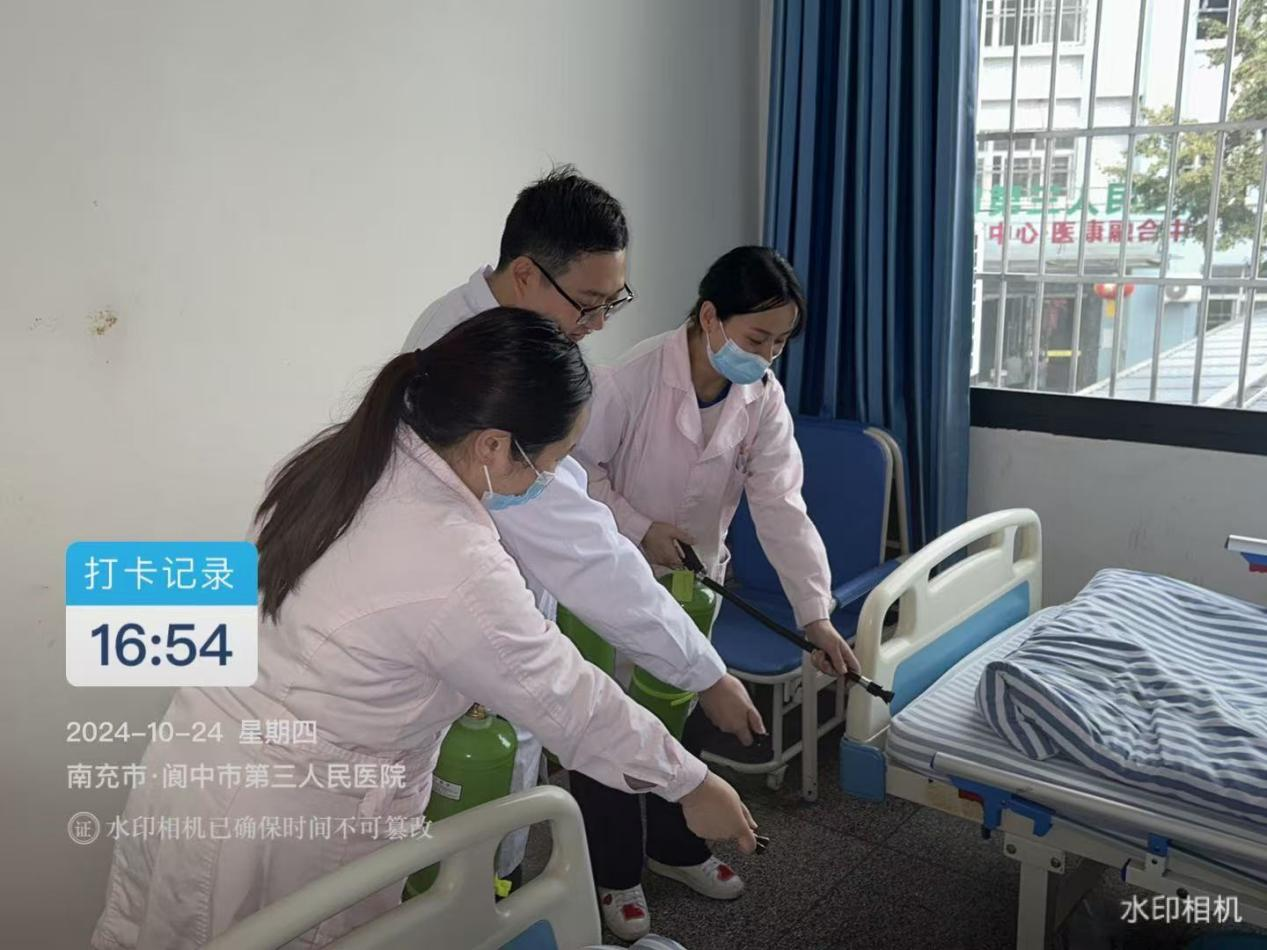 打卡记录
16:54
2024-10-24 星期四
南充市·阆中市第三人民医院
证 水印相机已确保时间不可篡改
水印相机